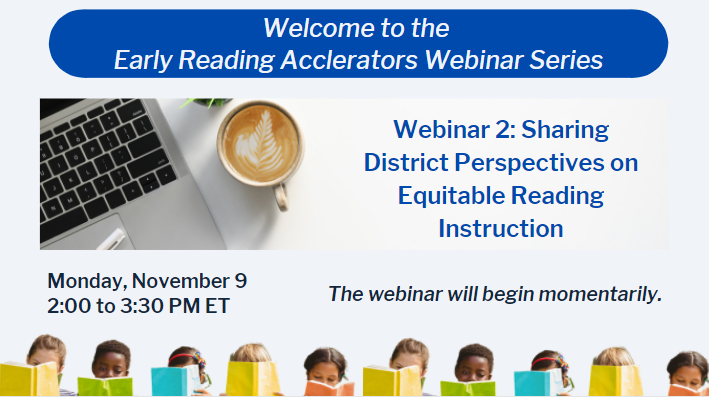 Welcome to the
Early Reading Acclerators Webinar Series
Webinar 2: Sharing
District Perspectives on
Equitable Reading
Instruction
Monday, November 9
2:00 to 3:30 PM ET
The webinar will begin momentarily.